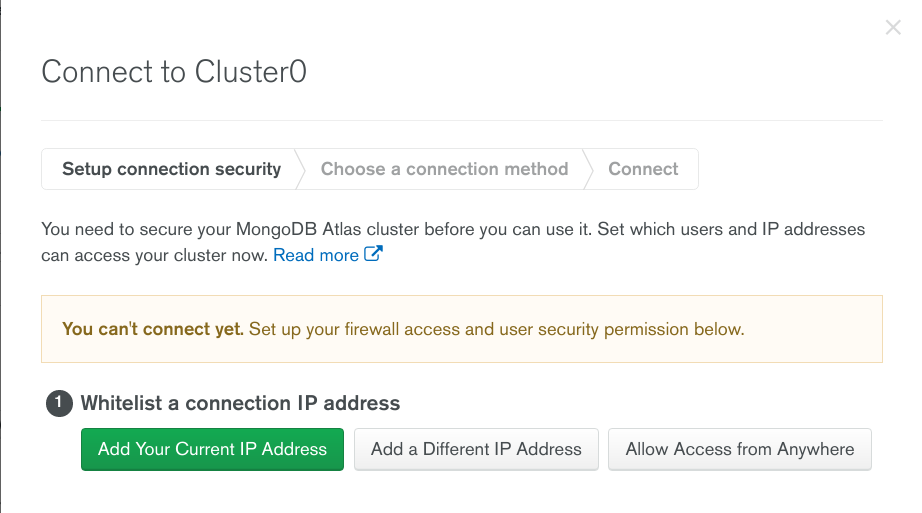 Connect to Cluster0
Setup connection security
Choose a connection method
Connect
You need to secure your MongoDB Atlas cluster before you can use it. Set which users and IP addresses
can access your cluster now. Read more
You can't connect yet. Set up your firewall access and user security permission below.
1 Whitelist a connection IP address
Add Your Current IP Address
Add a Different IP Address
Allow Access from Anywhere